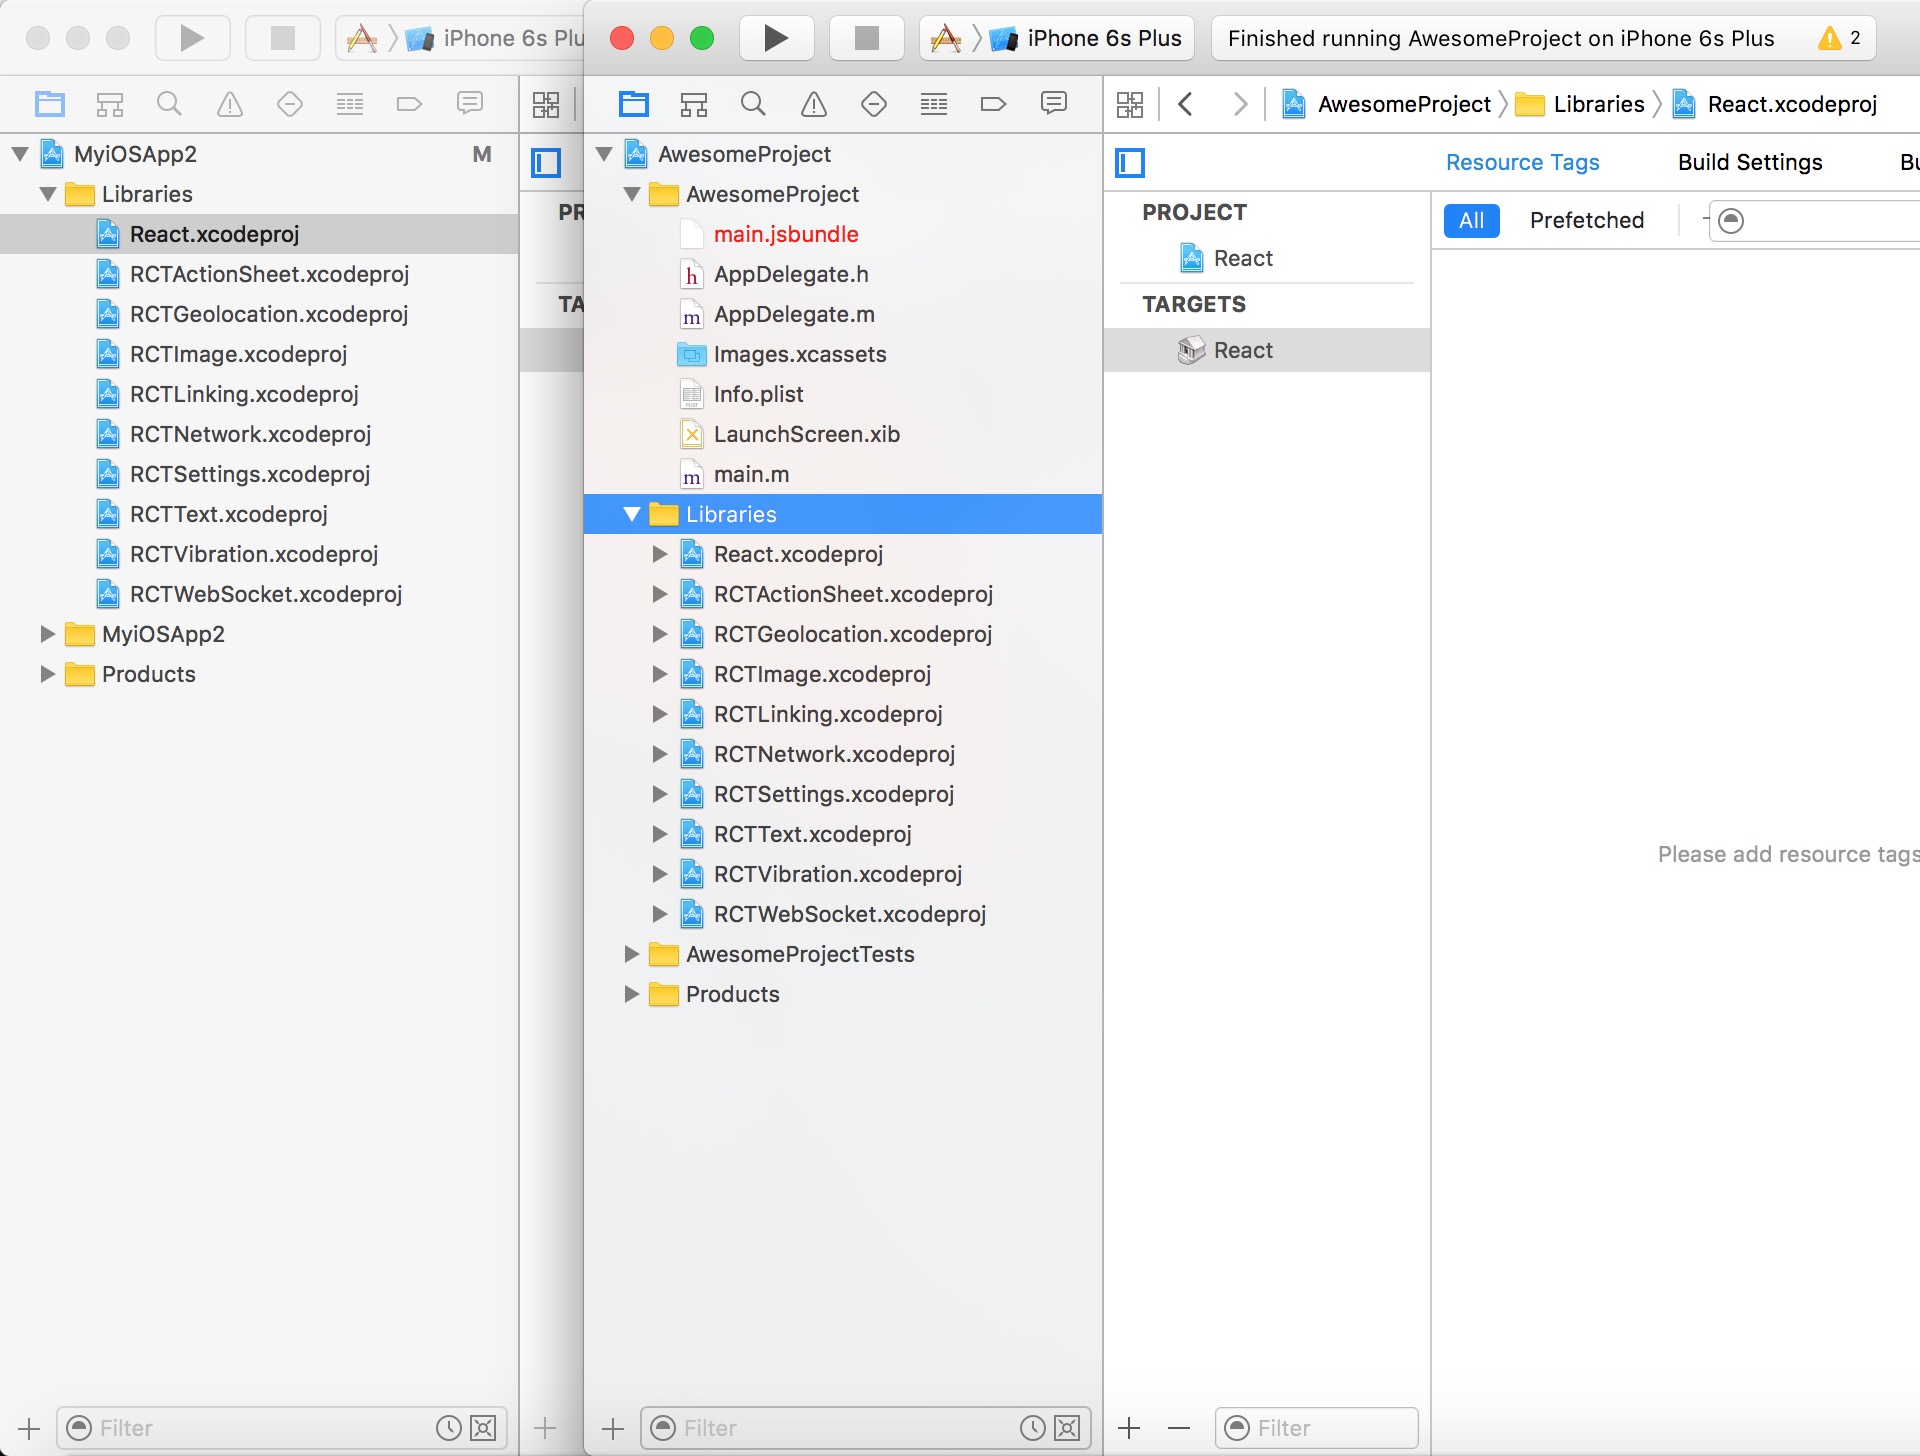 iPhone 6s Plu
MyiOSApp2 M
Libraries
React.xcodeproj
RCTActionSheet.xcodeproj
RCTGeolocation.xcodeproj
RCTImage.xcodeproj
RCTLinking.xcodeproj
RCTNetwork.xcodeproj
RCTSettings.xcodeproj
RCTText.xcodeproj
RCTVibration.xcodeproj
RCTWebSocket.xcodeproj
MyiOSApp2
Products
Filter
PR
TA
iPhone 6s Plus
Finished running AwesomeProject on iPhone 6s Plus 2
AwesomeProject
AwesomeProject
main.jsbundle
h AppDelegate.h
m AppDelegate.m
Images.xcassets
Info.plist
LaunchScreen.xib
m main.m
Libraries
React.xcodeproj
RCTActionSheet.xcodeproj
RCTGeolocation.xcodeproj
RCTImage.xcodeproj
RCTLinking.xcodeproj
RCTNetwork.xcodeproj
RCTSettings.xcodeproj
RCTText.xcodeproj
RCTVibration.xcodeproj
RCTWebSocket.xcodeproj
AwesomeProjectTests
Products
Filter
AwesomeProject Libraries React.xcodeproj
Resource Tags Build Settings Bu
PROJECT
React
TARGETS
React
All Prefetched
Please add resource tags
Filter